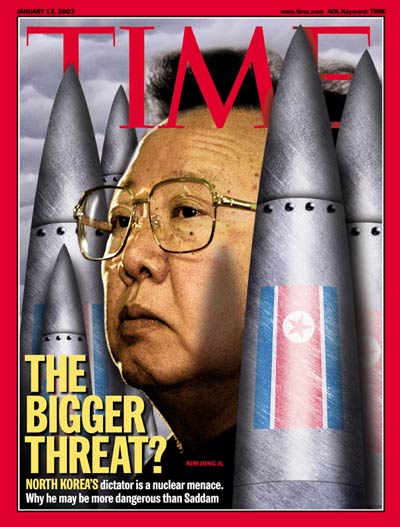 JANUARY 13, 2003
www.time.com AOL Keyword: TIME
TIME
THE
BIGGER
THREAT?
KIM JONG IL
NORTH KOREA'S dictator is a nuclear menace.
Why he may be more dangerous than Saddam